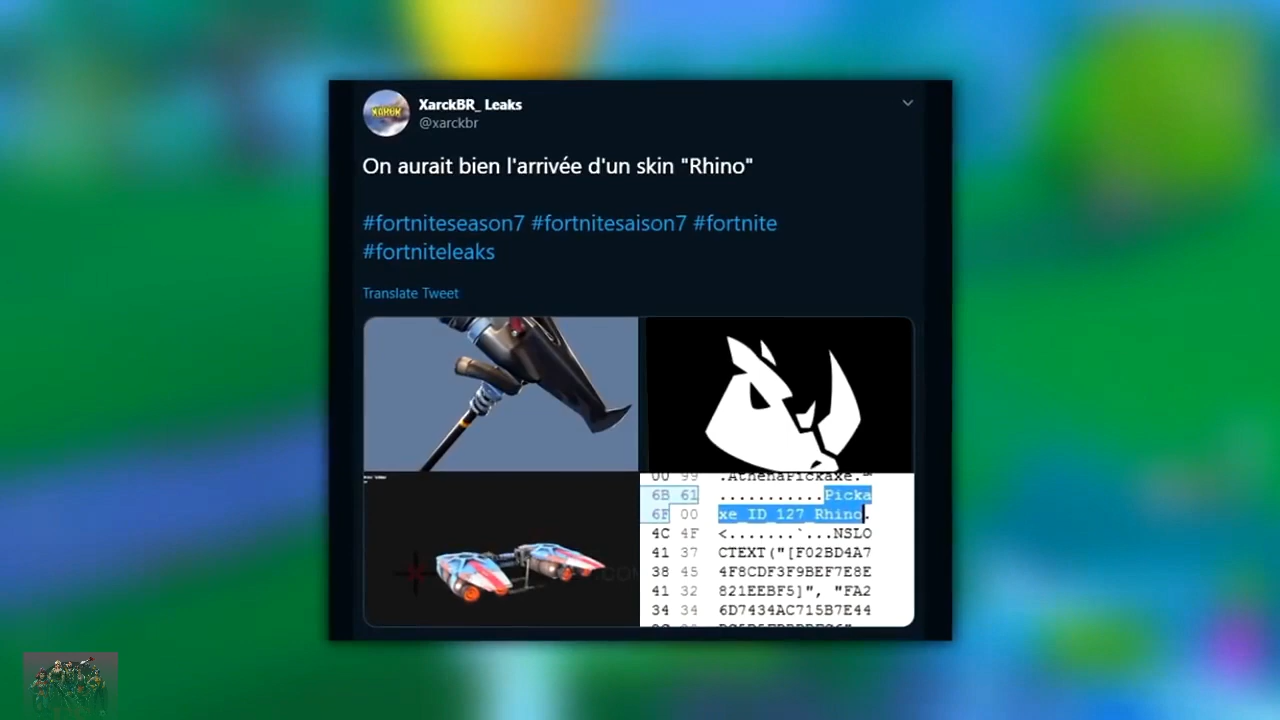 XarckBR_ Leaks
@xarckbr
On aurait bien l'arrivée d'un skin "Rhino"
#fortniteseason7 #fortnitesaison7 #fortnite
#fortniteleaks
Translate Tweet
00 99 .AthenaPickaxe.
6B 61 ...........Picka
6F 00 xe_ID_127_Rhino.
4C 4F <.......`...NSLO
41 37 CTEXT("[F02BD4A7
38 45 4F8CDF3F9BEF7E8E
41 32 821EEBF5]", "FA2
34 34 6D7434AC715B7E44